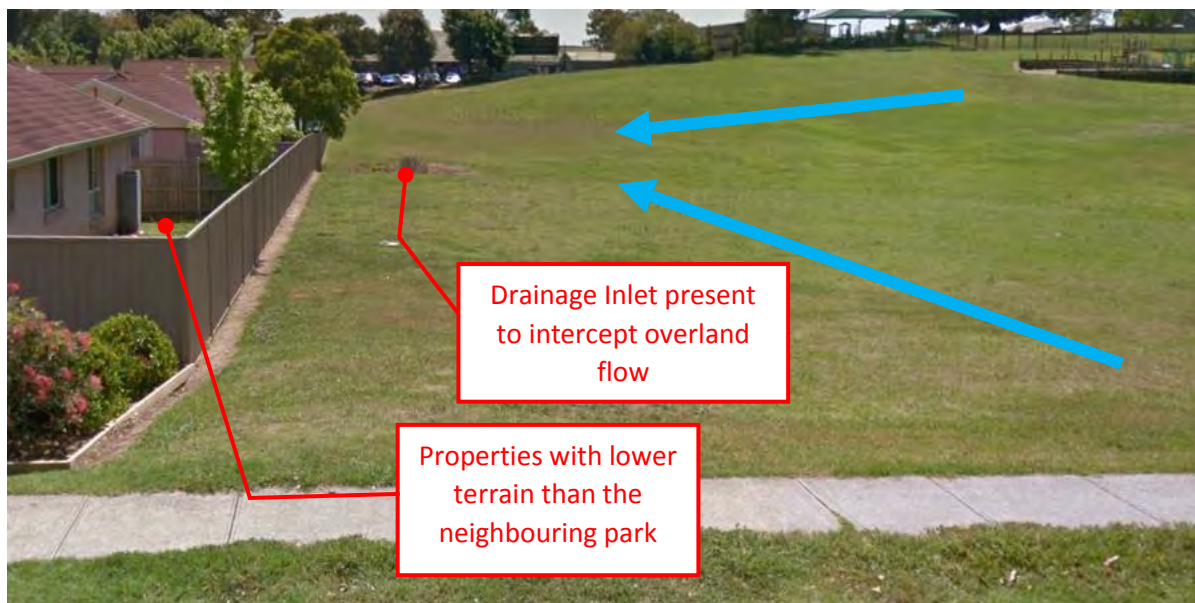 Drainage Inlet present
to intercept overland
flow
Properties with lower
terrain than the
neighbouring park